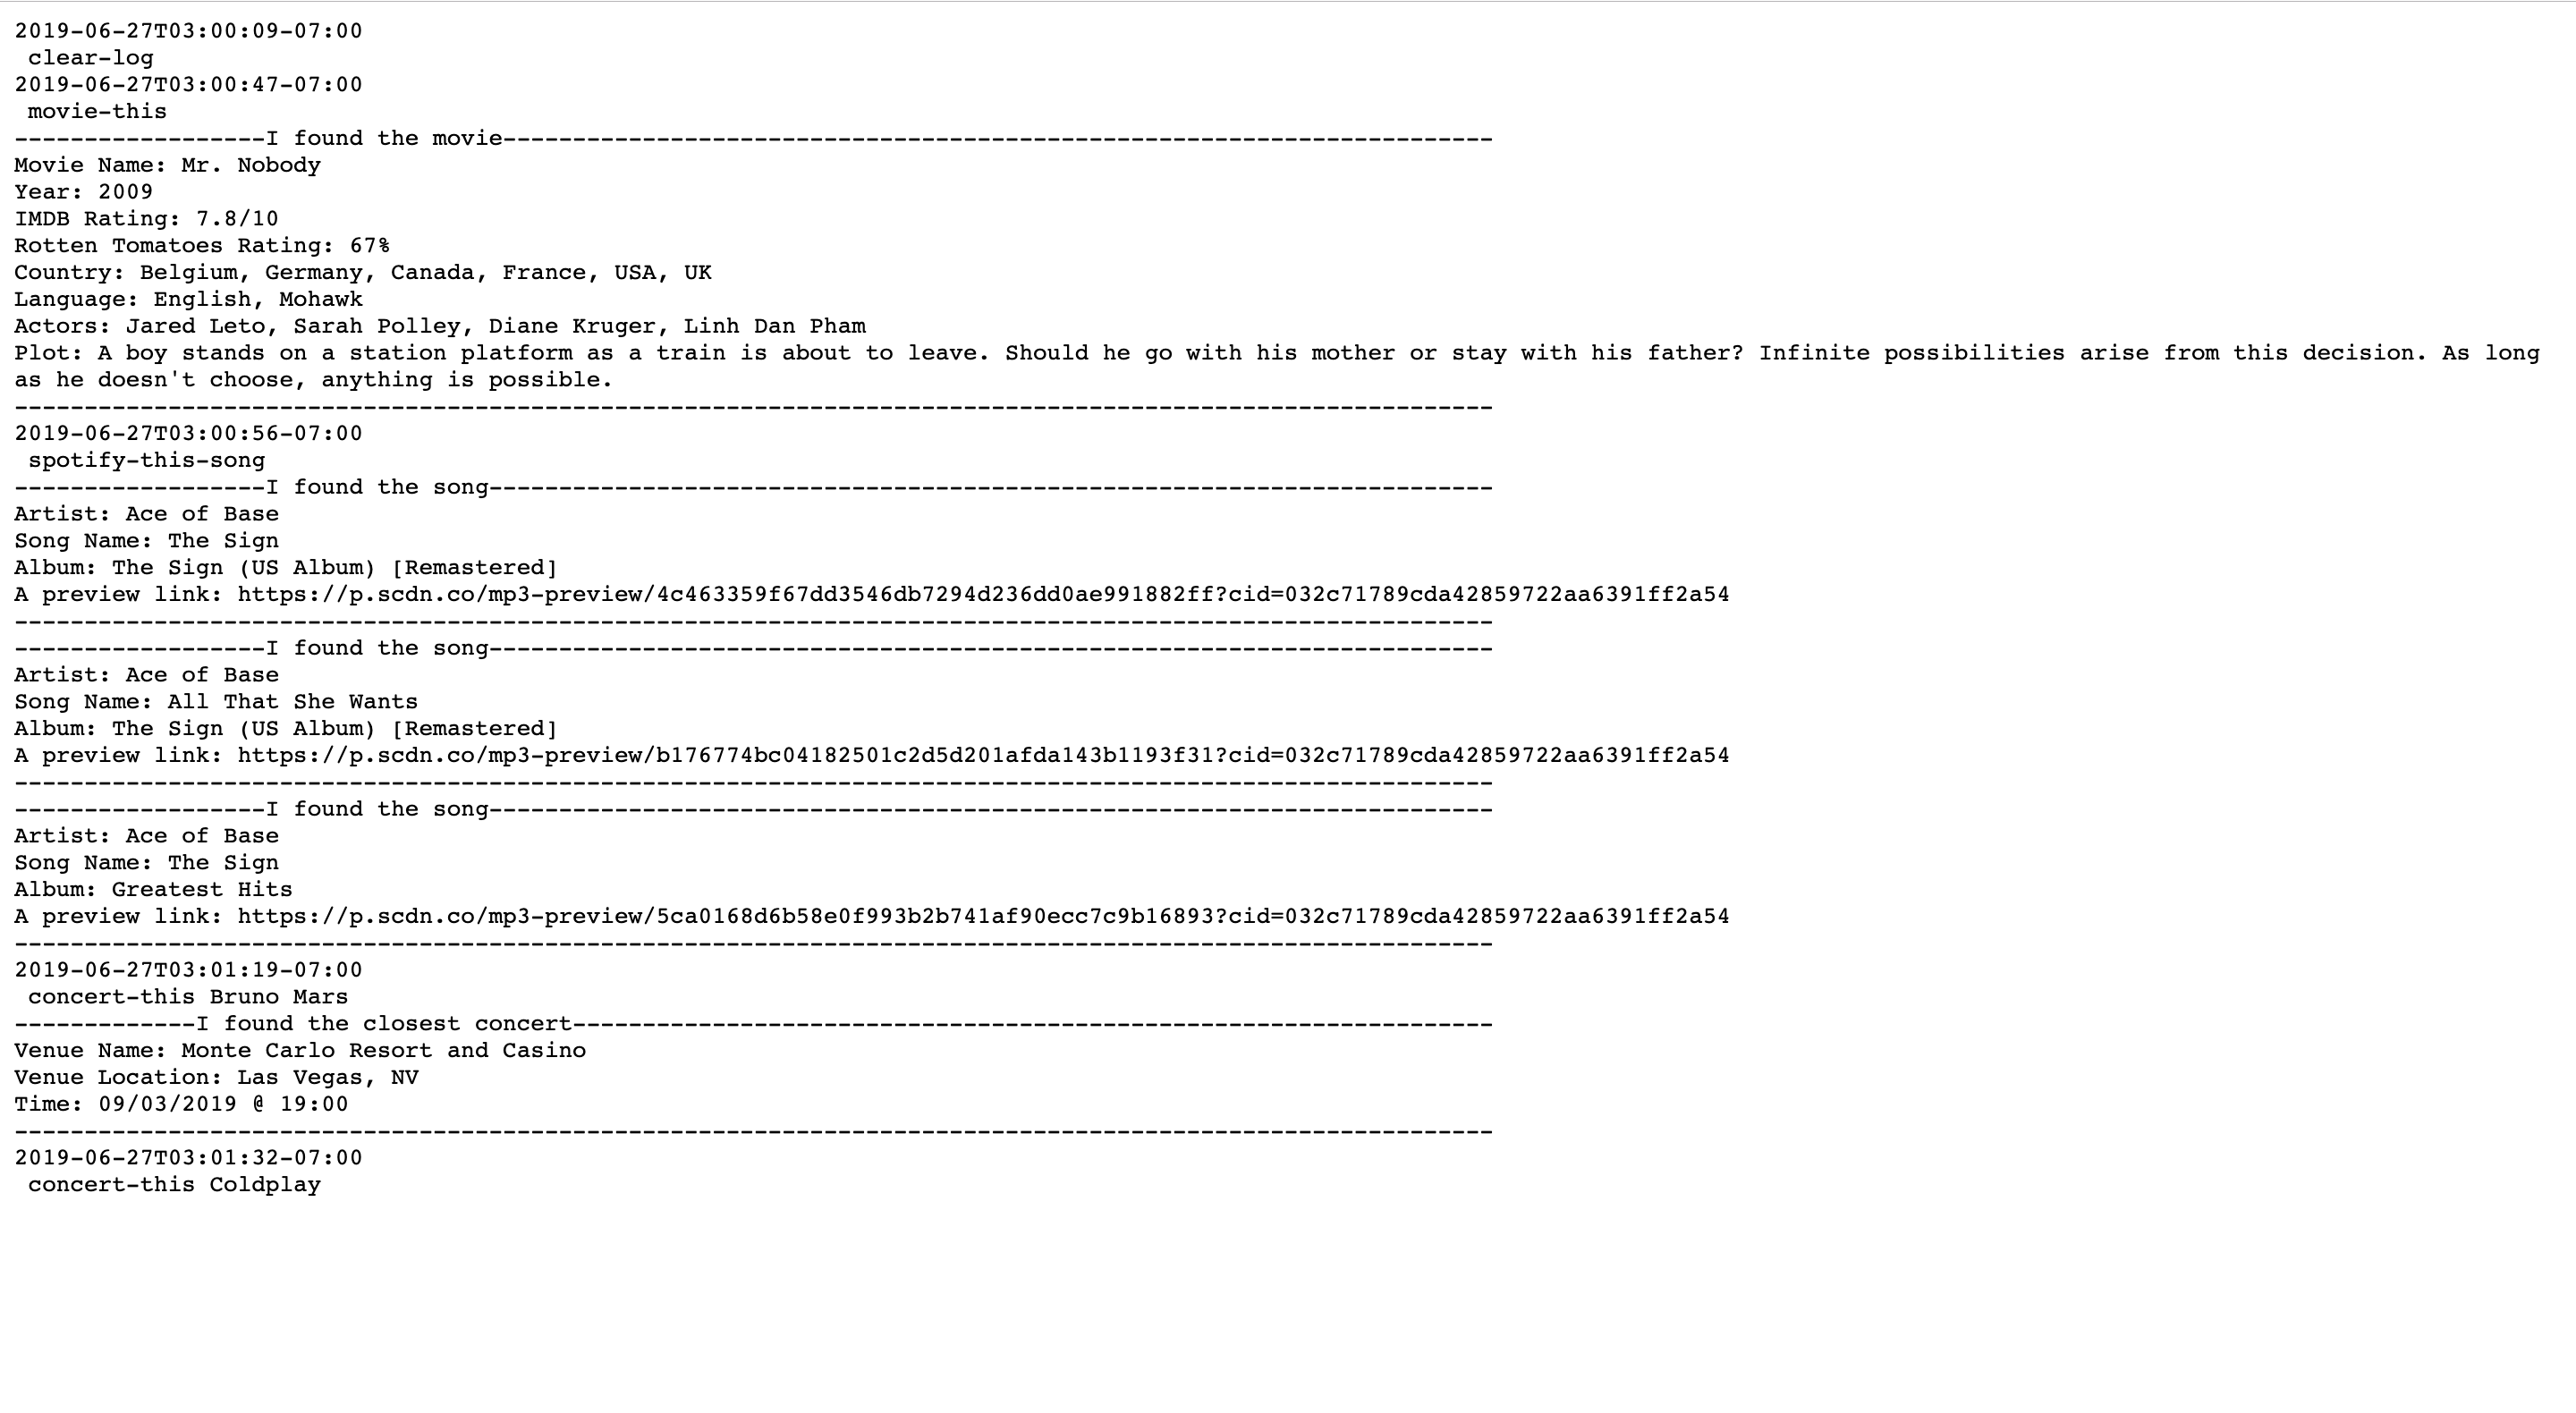 2019-06-27T03:00:09-07:00
 clear-log
2019-06-27T03:00:47-07:00
 movie-this
------------------I found the movie-----------------------------------------------------------------------
Movie Name: Mr. Nobody
Year: 2009
IMDB Rating: 7.8/10
Rotten Tomatoes Rating: 67%
Country: Belgium, Germany, Canada, France, USA, UK
Language: English, Mohawk
Actors: Jared Leto, Sarah Polley, Diane Kruger, Linh Dan Pham
Plot: A boy stands on a station platform as a train is about to leave. Should he go with his mother or stay with his father? Infinite possibilities arise from this decision. As long
as he doesn't choose, anything is possible.
----------------------------------------------------------------------------------------------------------
2019-06-27T03:00:56-07:00
 spotify-this-song
------------------I found the song------------------------------------------------------------------------
Artist: Ace of Base
Song Name: The Sign
Album: The Sign (US Album) [Remastered]
A preview link: https://p.scdn.co/mp3-preview/4c463359f67dd3546db7294d236dd0ae991882ff?cid=032c71789cda42859722aa6391ff2a54
----------------------------------------------------------------------------------------------------------
------------------I found the song------------------------------------------------------------------------
Artist: Ace of Base
Song Name: All That She Wants
Album: The Sign (US Album) [Remastered]
A preview link: https://p.scdn.co/mp3-preview/b176774bc04182501c2d5d201afda143b1193f31?cid=032c71789cda42859722aa6391ff2a54
----------------------------------------------------------------------------------------------------------
------------------I found the song------------------------------------------------------------------------
Artist: Ace of Base
Song Name: The Sign
Album: Greatest Hits
A preview link: https://p.scdn.co/mp3-preview/5ca0168d6b58e0f993b2b741af90ecc7c9b16893?cid=032c71789cda42859722aa6391ff2a54
----------------------------------------------------------------------------------------------------------
2019-06-27T03:01:19-07:00
 concert-this Bruno Mars
-------------I found the closest concert------------------------------------------------------------------
Venue Name: Monte Carlo Resort and Casino
Venue Location: Las Vegas, NV
Time: 09/03/2019 @ 19:00
----------------------------------------------------------------------------------------------------------
2019-06-27T03:01:32-07:00
 concert-this Coldplay